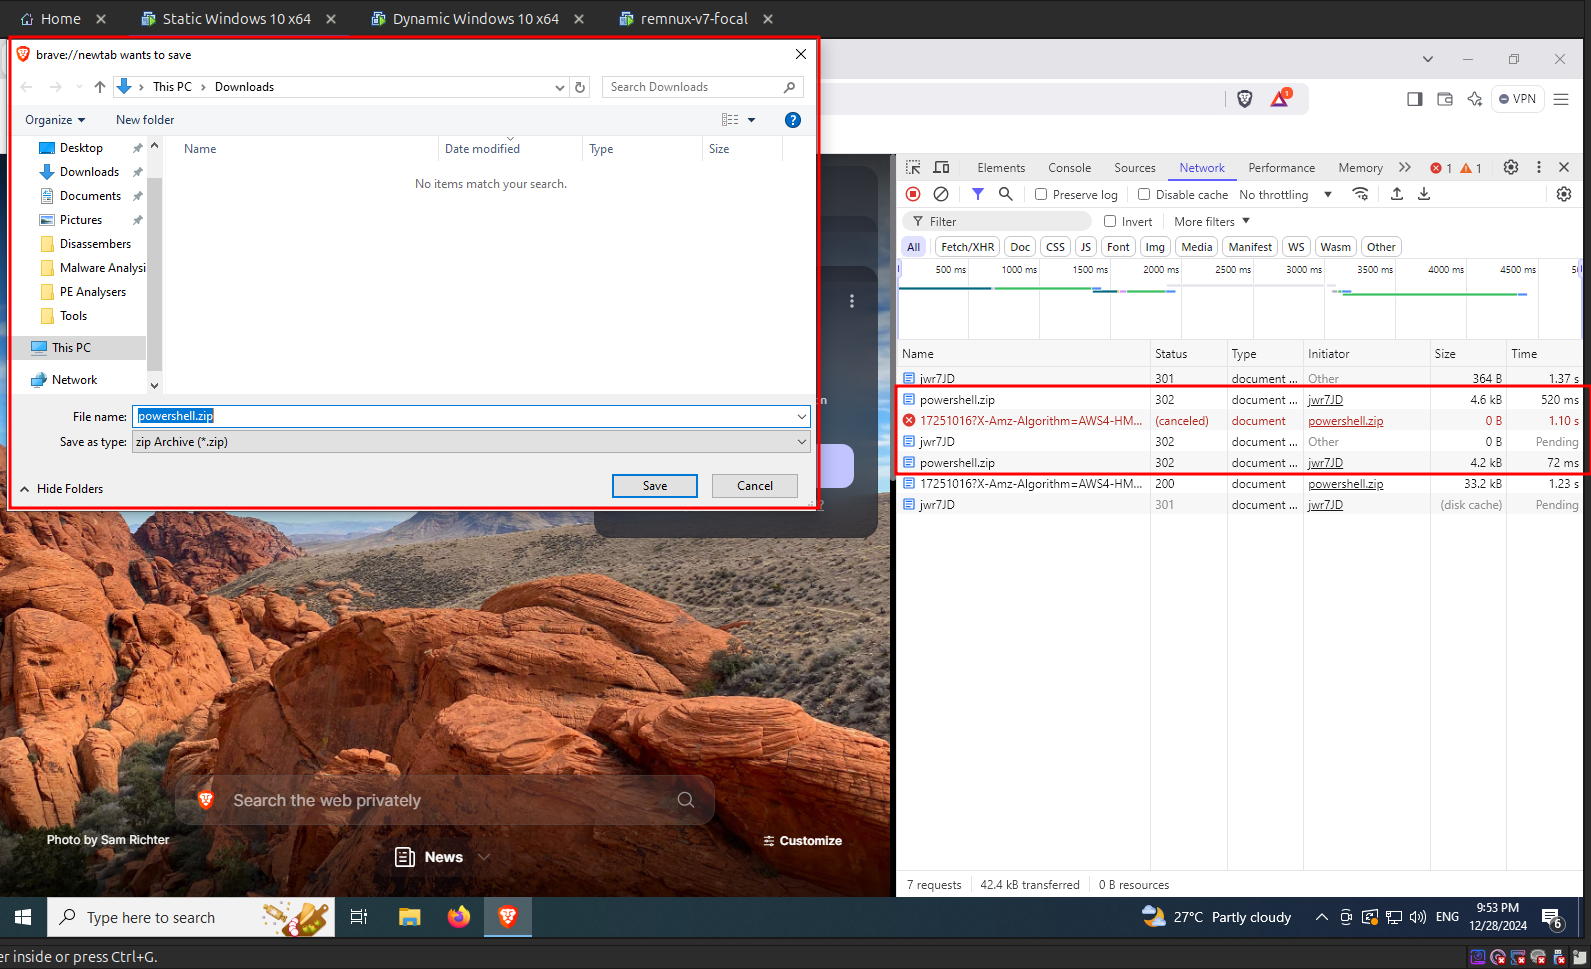 Home
Static Windows 10 x64
Dynamic Windows 10 x64
remnux-v7-focal
brave://newtab wants to save
This PC
Downloads
Search Downloads
Organize
New folder
Desktop
Downloads
Documents
Pictures
Disassembers
Malware Analysi
PE Analysers
Tools
This PC
Network
Name
Date modified
Type
Size
No items match your search.
File name:
powershell.zip
Save as type:
zip Archive (*.zip)
Hide Folders
Save
Cancel
1
VPN
Elements
Console
Sources
Network
Performance
Memory
1
1
Preserve log
Disable cache
No throttling
Filter
Invert
More filters
All
Fetch/XHR
Doc
CSS
JS
Font
Img
Media
Manifest
WS
Wasm
Other
500 ms
1000 ms
1500 ms
2000 ms
2500 ms
3000 ms
3500 ms
4000 ms
4500 ms
Name Status Type Initiator Size Time
jwr7JD 301 document ... Other 364 B 1.37 s
powershell.zip 302 document ... jwr7JD 4.6 kB 520 ms
17251016?X-Amz-Algorithm=AWS4-HM... (canceled) document powershell.zip 0 B 1.10 s
jwr7JD 302 document ... Other 0 B Pending
powershell.zip 302 document ... jwr7JD 4.2 kB 72 ms
17251016?X-Amz-Algorithm=AWS4-HM... 200 document powershell.zip 33.2 kB 1.23 s
jwr7JD 301 document ... jwr7JD (disk cache) Pending
7 requests
42.4 kB transferred
0 B resources
Search the web privately
Photo by Sam Richter
News
Customize
Type here to search
27°C Partly cloudy
ENG
9:53 PM
12/28/2024
6
er inside or press Ctrl+G.